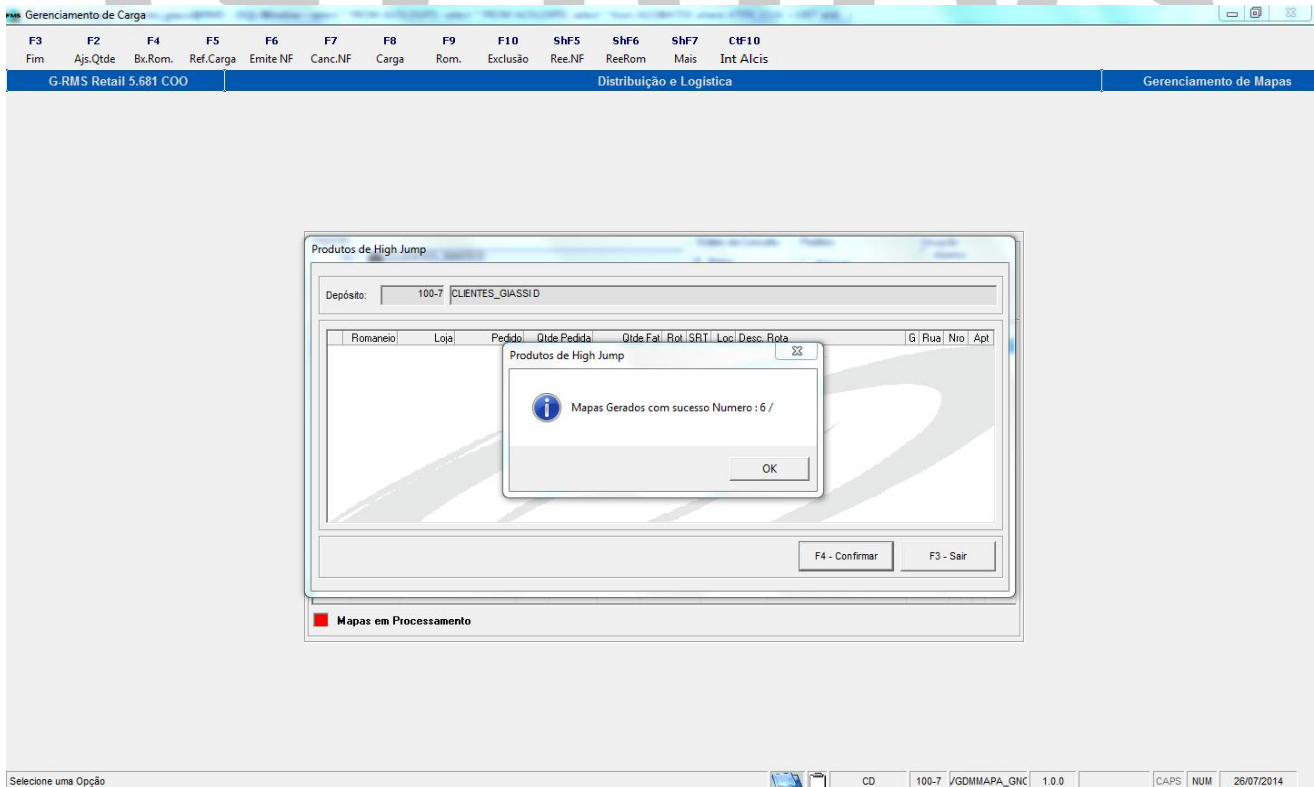 RMS Gerenciamento de Carga
F3 F2 F4 F5 F6 F7 F8 F9 F10 ShF5 ShF6 ShF7 CtF10
Fim Ajs.Qtde Bx.Rom. Ref.Carga Emite NF Canc.NF Carga Rom. Exclusão Ree.NF ReeRom Mais Int Alcis
G-RMS Retail 5.681 COO Distribuição e Logística Gerenciamento de Mapas
Produtos de High Jump
Depósito: 100-7 CLIENTES_GIASSI D
Romaneio Loja Pedido Qtde Pedida Qtde Fat Rot SRT Loc Desc. Rota G Rua Nro Apt
Produtos de High Jump
Mapas Gerados com sucesso Numero : 6 /
OK
F4 - Confirmar F3 - Sair
Mapas em Processamento
Selecione uma Opção CD 100-7 /GDMMAPA_GNC 1.0.0 CAPS NUM 26/07/2014